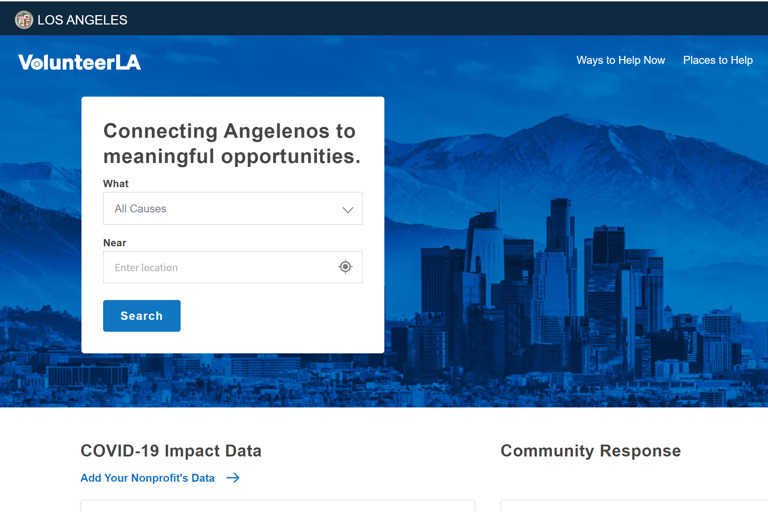 LOS ANGELES
VolunteerLA
Ways to Help Now
Places to Help
Connecting Angelenos to
meaningful opportunities.
What
All Causes
Near
Enter location
Search
COVID-19 Impact Data
Add Your Nonprofit's Data
Community Response